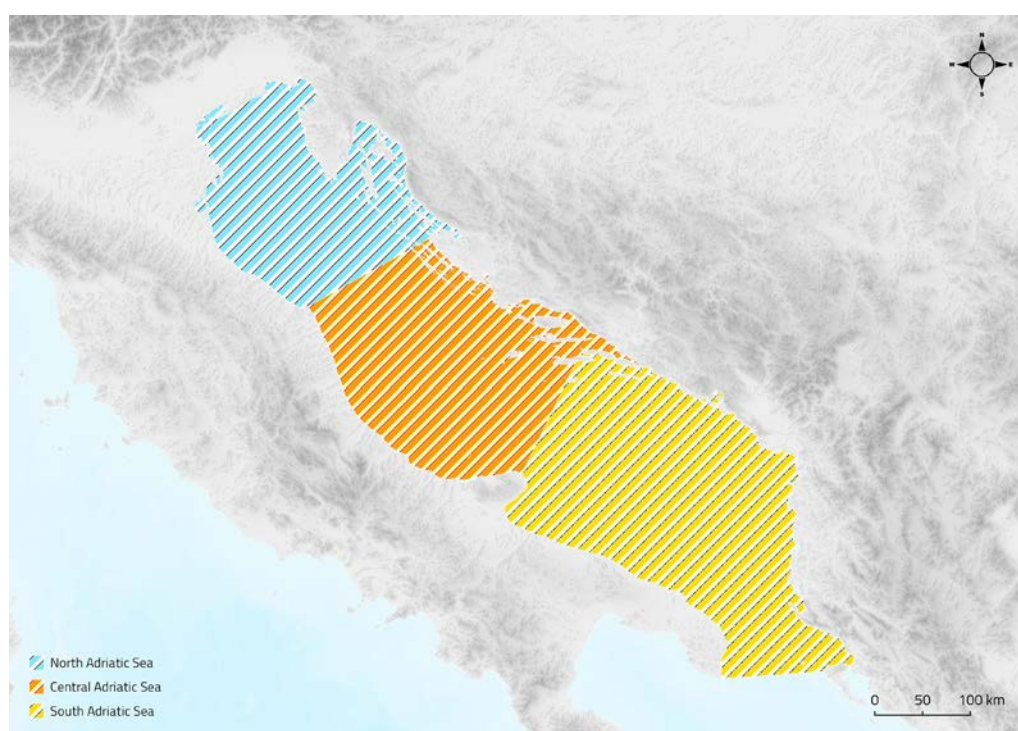 N
W E
S
North Adriatic Sea
Central Adriatic Sea
South Adriatic Sea
0 50 100 km